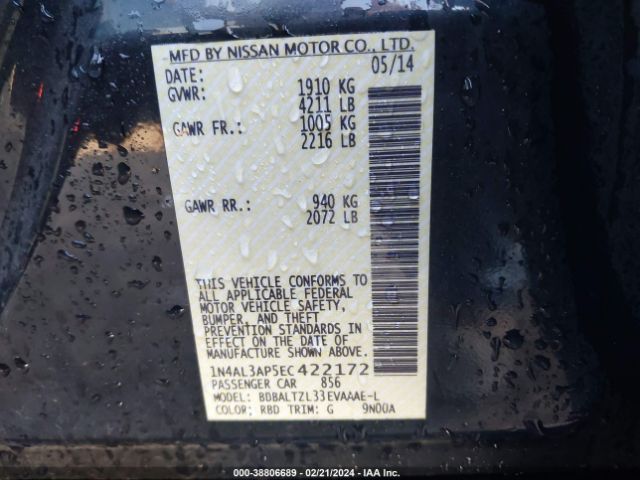 MFD BY NISSAN MOTOR CO., LTD.
DATE: 05/14
GVWR: 1910 KG
4211 LB
GAWR FR.: 1005 KG
2216 LB
GAWR RR.: 940 KG
2072 LB
THIS VEHICLE CONFORMS TO
ALL APPLICABLE FEDERAL
MOTOR VEHICLE SAFETY,
BUMPER, AND THEFT
PREVENTION STANDARDS IN
EFFECT ON THE DATE OF
MANUFACTURE SHOWN ABOVE.
1N4AL3AP5EC422172
PASSENGER CAR 856
MODEL: BDBALTZL33EVAAAE-L
COLOR: RBD TRIM: G 9N00A
000-38806689 / 02/21/2024 - IAA Inc.